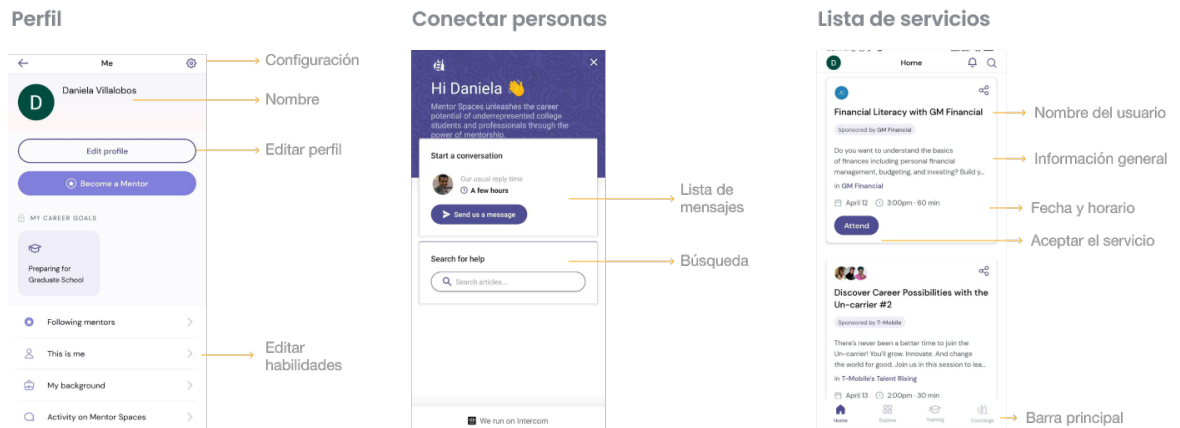 Perfil
Me
D
Daniela Villalobos
Edit profile
Become a Mentor
MY CAREER GOALS
Preparing for
Graduate School
Following mentors
This is me
My background
Activity on Mentor Spaces
Configuración
Nombre
Editar perfil
Editar
habilidades
Conectar personas
Hi Daniela 👋
Mentor Spaces unleashes the career
potential of underrepresented college
students and professionals through the
power of mentorship.
Start a conversation
Our usual reply time
A few hours
Send us a message
Search for help
Search articles...
We run on Intercom
Lista de
mensajes
Búsqueda
Lista de servicios
D
Home
JC
Financial Literacy with GM Financial
Sponsored by GM Financial
Do you want to understand the basics
of finances including personal financial
management, budgeting, and investing? Build y...
in GM Financial
April 12 3:00pm · 60 min
Attend
Discover Career Possibilities with the
Un-carrier #2
Sponsored by T-Mobile
There's never been a better time to join the
Un-carrier! You'll grow. Innovate. And change
the world for good. Join us in this session to lea...
in T-Mobile's Talent Rising
April 13 2:00pm · 30 min
Home
Explore
Training
Concierge
Nombre del usuario
Información general
Fecha y horario
Aceptar el servicio
Barra principal